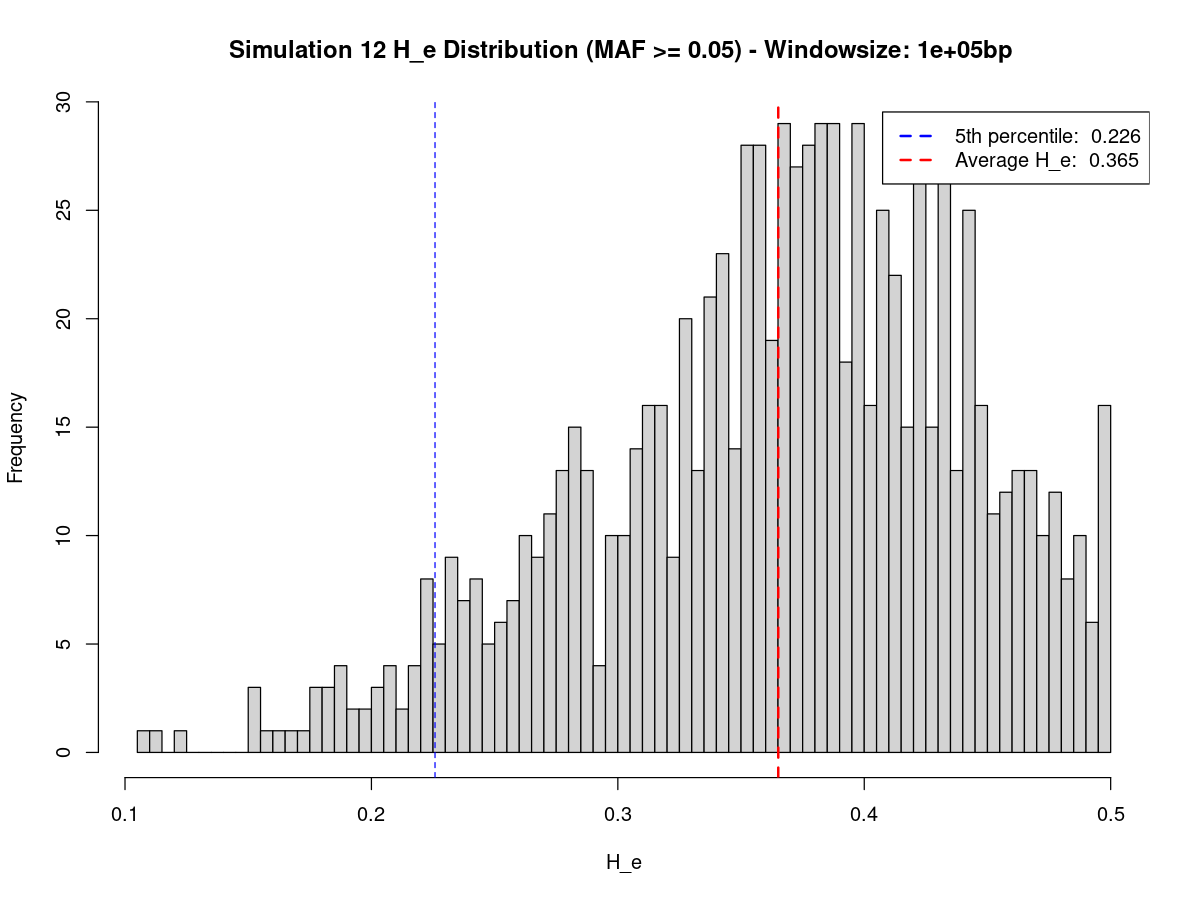 Simulation 12 H_e Distribution (MAF >= 0.05) - Windowsize: 1e+05bp
5th percentile: 0.226
Average H_e: 0.365
Frequency
30
25
20
15
10
5
0
0.1 0.2 0.3 0.4 0.5
H_e